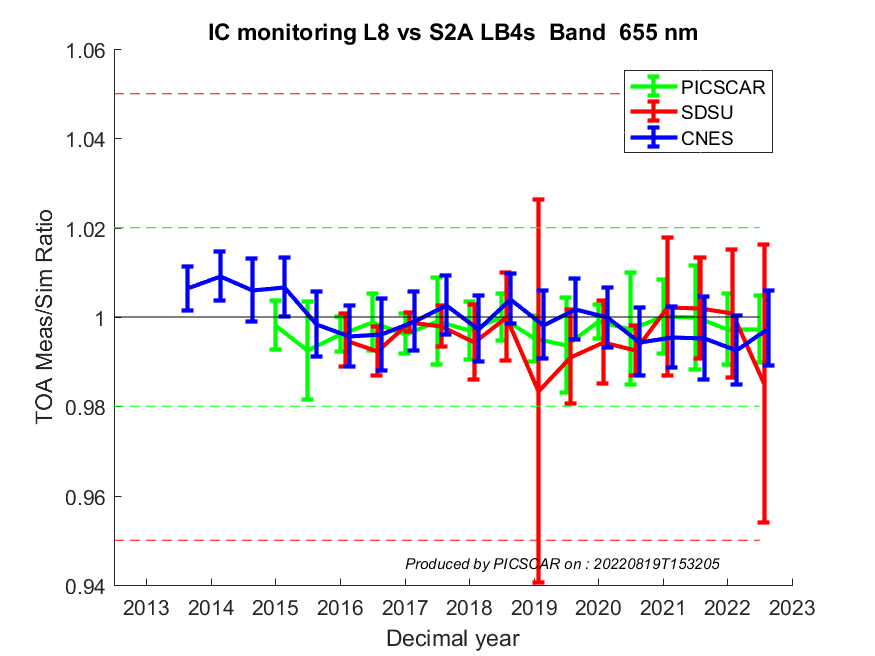 IC monitoring L8 vs S2A LB4s  Band  655 nm
1.06
1.04
1.02
1
0.98
0.96
0.94
TOA Meas/Sim Ratio
PICSCAR
SDSU
CNES
Produced by PICSCAR on : 20220819T153205
2013 2014 2015 2016 2017 2018 2019 2020 2021 2022 2023
Decimal year